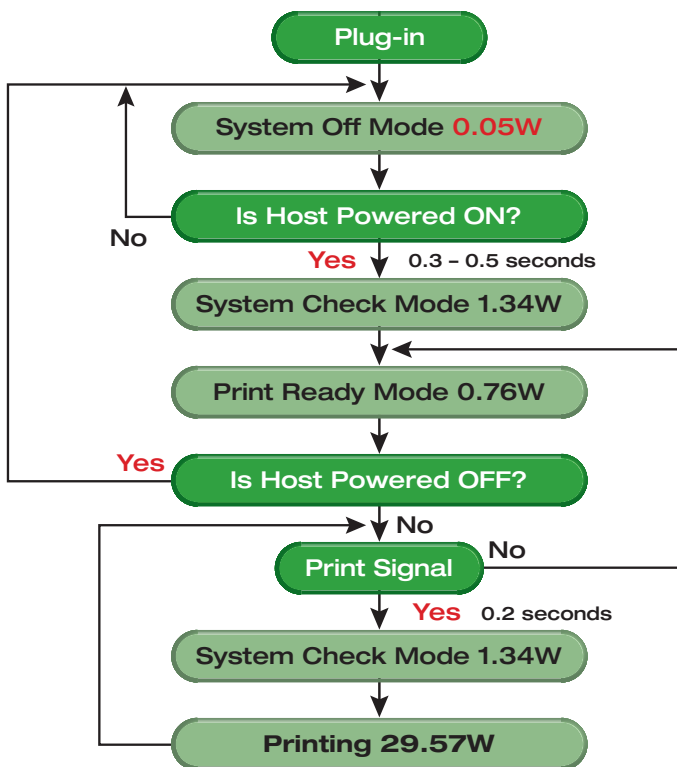 Plug-in
System Off Mode 0.05W
Is Host Powered ON?
No
Yes 0.3 – 0.5 seconds
System Check Mode 1.34W
Print Ready Mode 0.76W
Yes
Is Host Powered OFF?
No
Print Signal
No
Yes 0.2 seconds
System Check Mode 1.34W
Printing 29.57W